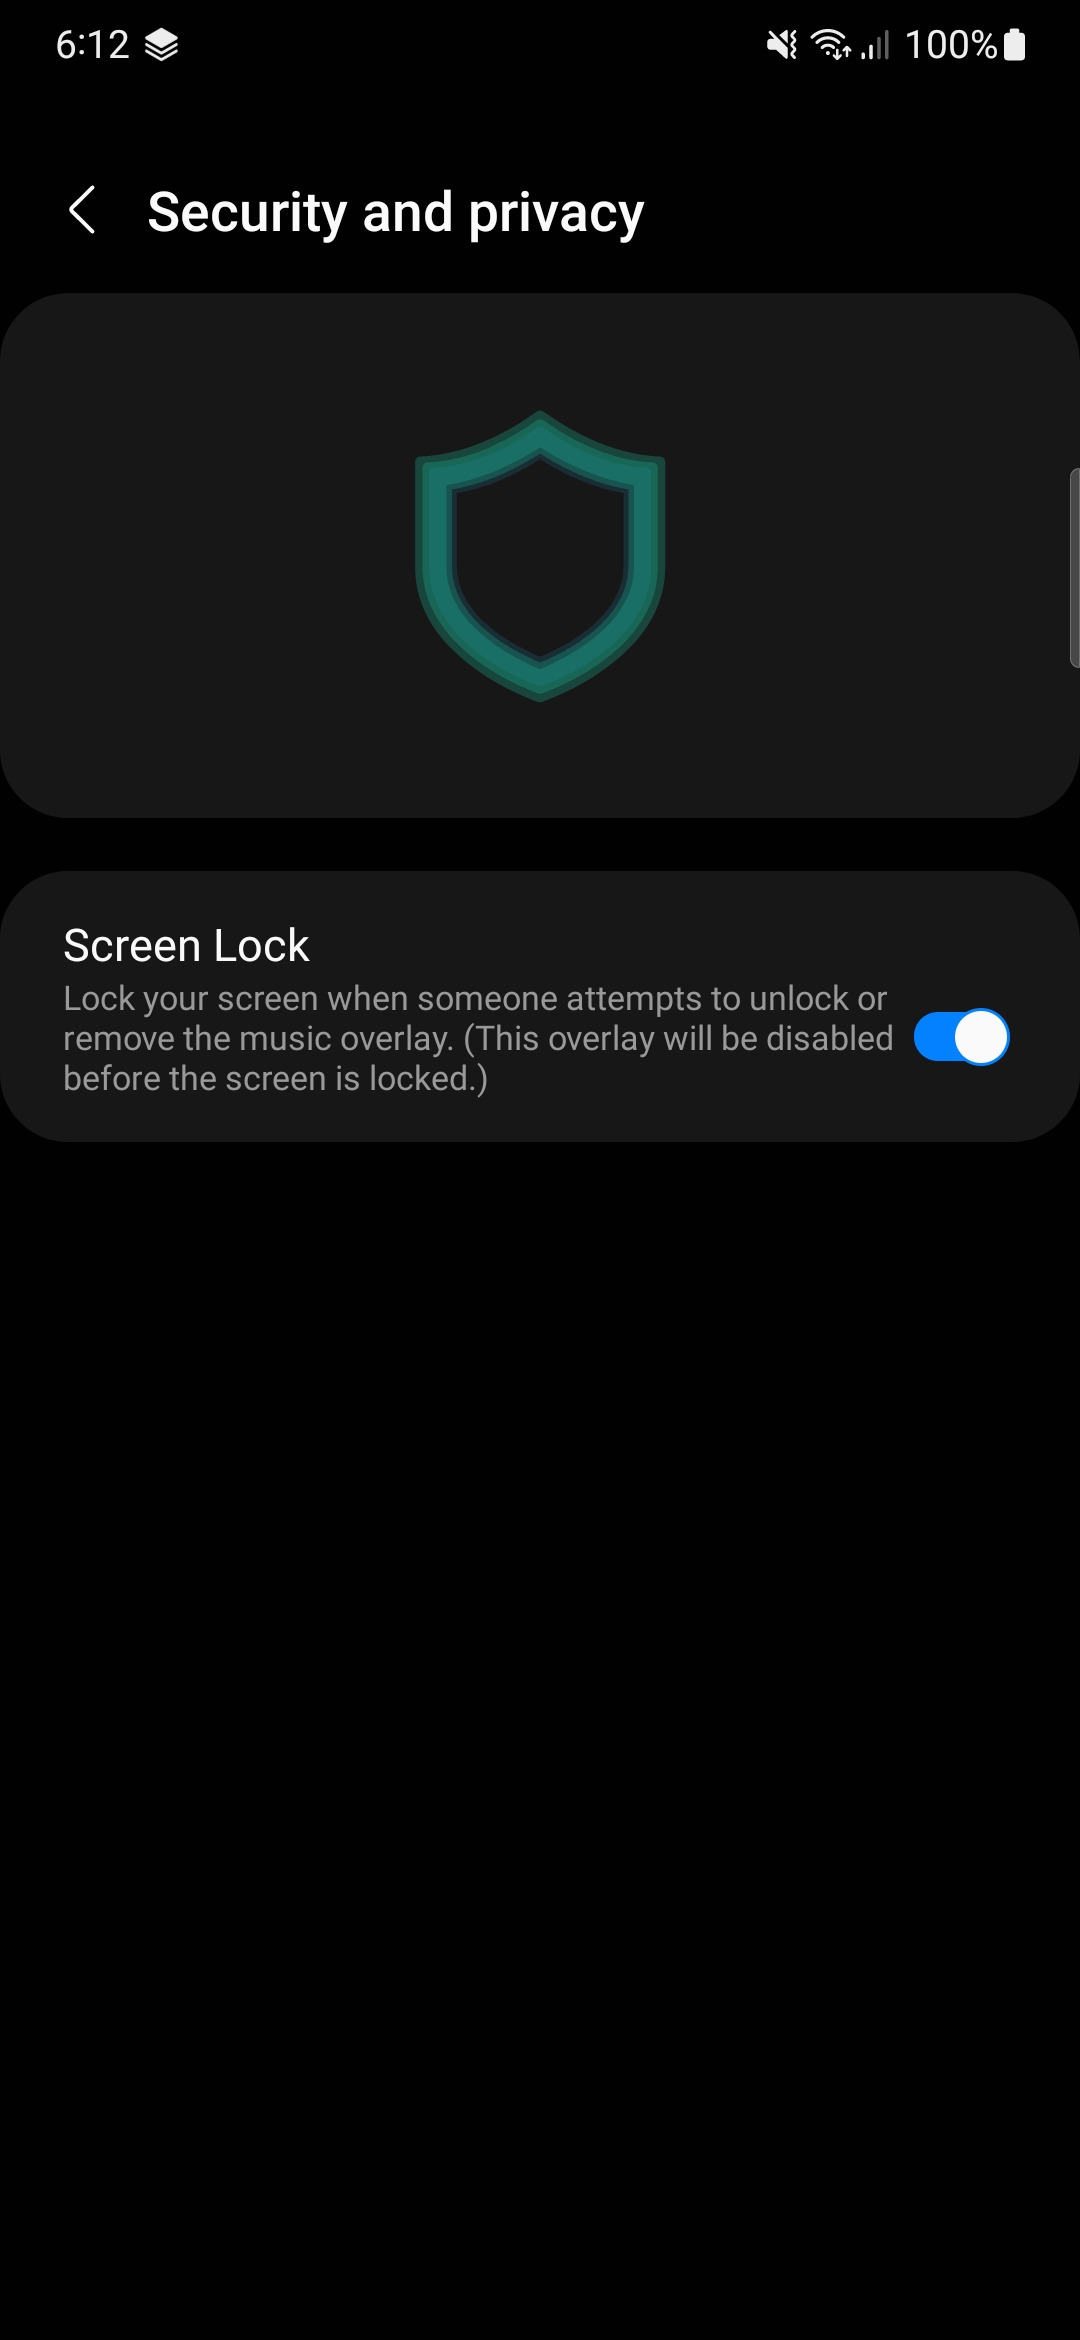 6:12
100%
Security and privacy
Screen Lock
Lock your screen when someone attempts to unlock or
remove the music overlay. (This overlay will be disabled
before the screen is locked.)